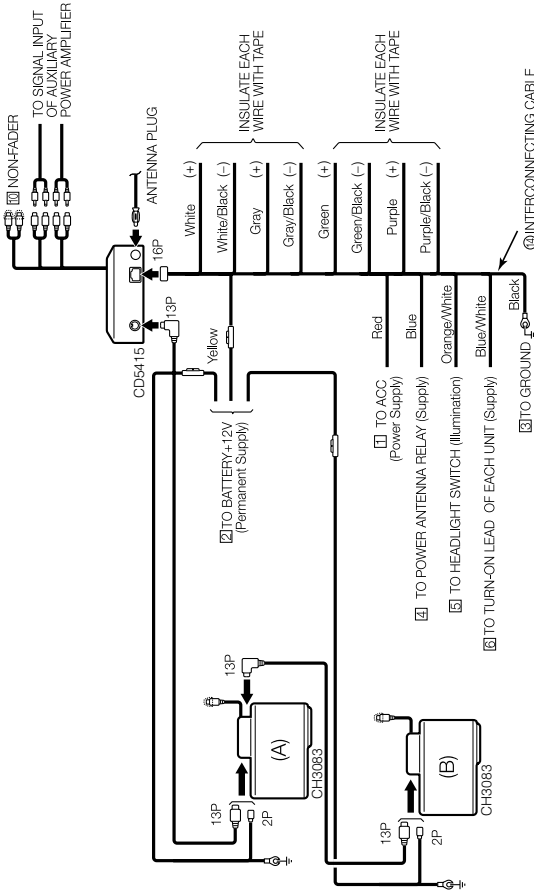 10 NON-FADER
TO SIGNAL INPUT
OF AUXILIARY
POWER AMPLIFIER
ANTENNA PLUG
16P
13P
CD5415
Yellow
2 TO BATTERY+12V
(Permanent Supply)
White (+)
White/Black (−)
Gray (+)
Gray/Black (−)
INSULATE EACH
WIRE WITH TAPE
Green (+)
Green/Black (−)
Purple (+)
Purple/Black (−)
INSULATE EACH
WIRE WITH TAPE
Red
1 TO ACC
(Power Supply)
Blue
4 TO POWER ANTENNA RELAY (Supply)
Orange/White
5 TO HEADLIGHT SWITCH (Illumination)
Blue/White
6 TO TURN-ON LEAD OF EACH UNIT (Supply)
Black
3 TO GROUND
⑭INTERCONNECTING CABLE
13P
13P
2P
(A)
CH3083
13P
2P
(B)
CH3083